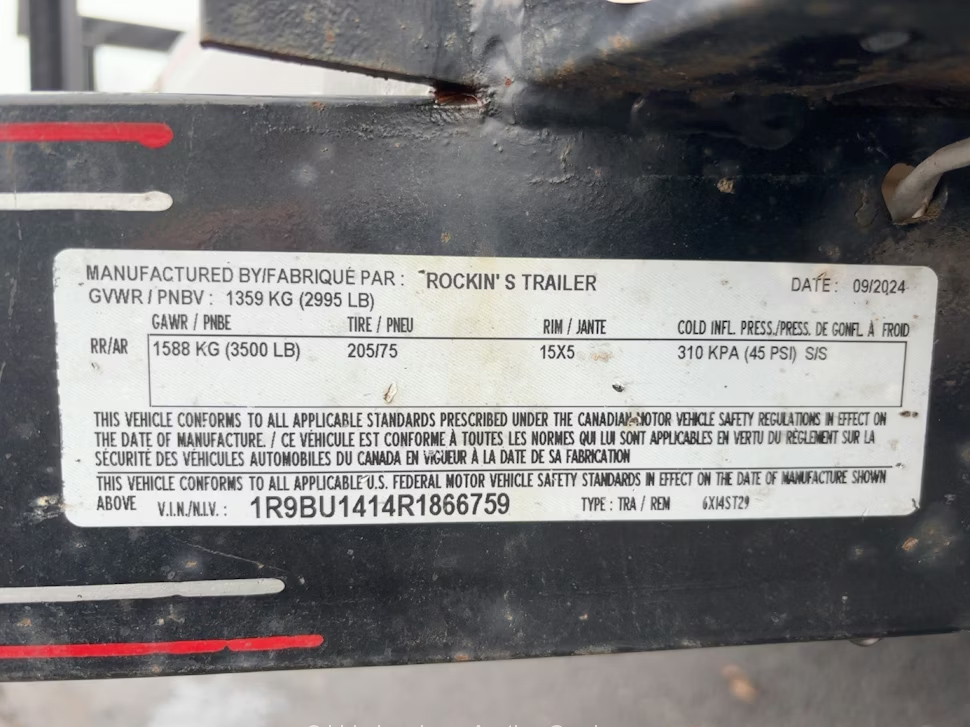 MANUFACTURED BY/FABRIQUÉ PAR : ROCKIN' S TRAILER DATE : 09/2024
GVWR / PNBV : 1359 KG (2995 LB)
GAWR / PNBE TIRE / PNEU RIM / JANTE COLD INFL. PRESS./PRESS. DE GONFL. À FROID
RR/AR 1588 KG (3500 LB) 205/75 15X5 310 KPA (45 PSI) S/S
THIS VEHICLE CONFORMS TO ALL APPLICABLE STANDARDS PRESCRIBED UNDER THE CANADIAN MOTOR VEHICLE SAFETY REGULATIONS IN EFFECT ON
THE DATE OF MANUFACTURE. / CE VÉHICULE EST CONFORME À TOUTES LES NORMES QUI LUI SONT APPLICABLES EN VERTU DU RÈGLEMENT SUR LA
SÉCURITÉ DES VÉHICULES AUTOMOBILES DU CANADA EN VIGUEUR À LA DATE DE SA FABRICATION
THIS VEHICLE CONFORMS TO ALL APPLICABLE U.S. FEDERAL MOTOR VEHICLE SAFETY STANDARDS IN EFFECT ON THE DATE OF MANUFACTURE SHOWN
ABOVE V.I.N./N.I.V. : 1R9BU1414R1866759 TYPE : TRA / REM 6X14ST29